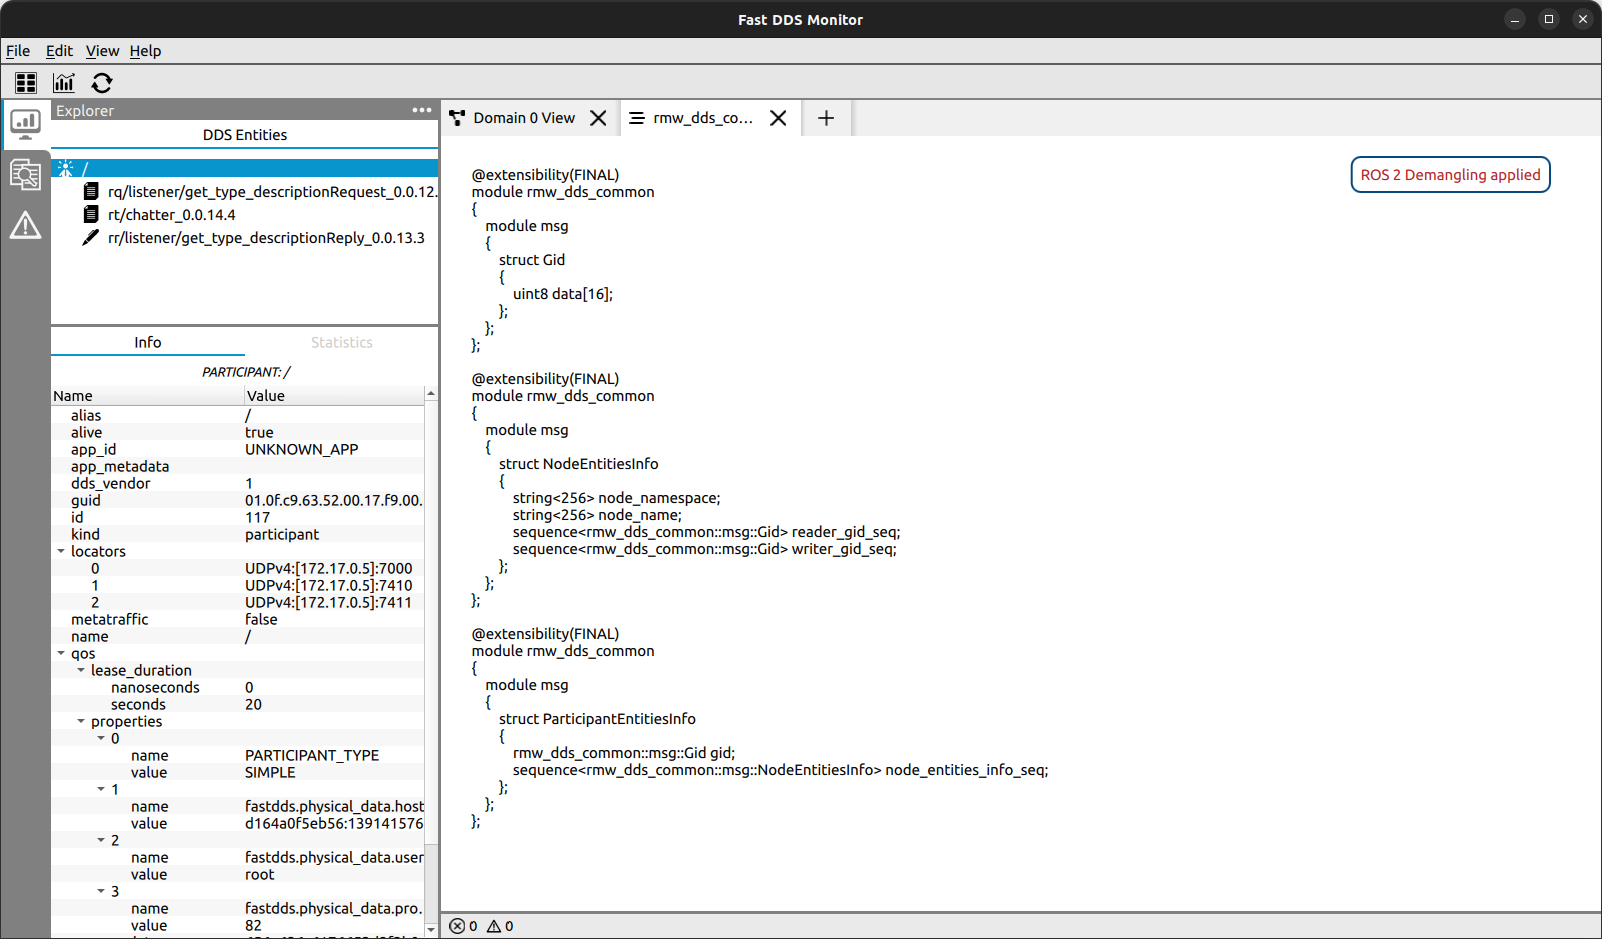 Fast DDS Monitor
File Edit View Help
Explorer
DDS Entities
/
rq/listener/get_type_descriptionRequest_0.0.12.
rt/chatter_0.0.14.4
rr/listener/get_type_descriptionReply_0.0.13.3
Info Statistics
PARTICIPANT: /
Name Value
alias /
alive true
app_id UNKNOWN_APP
app_metadata
dds_vendor 1
guid 01.0f.c9.63.52.00.17.f9.00.
id 117
kind participant
locators
0 UDPv4:[172.17.0.5]:7000
1 UDPv4:[172.17.0.5]:7410
2 UDPv4:[172.17.0.5]:7411
metatraffic false
name /
qos
lease_duration
nanoseconds 0
seconds 20
properties
0
name PARTICIPANT_TYPE
value SIMPLE
1
name fastdds.physical_data.host
value d164a0f5eb56:139141576
2
name fastdds.physical_data.user
value root
3
name fastdds.physical_data.pro.
value 82
Domain 0 View rmw_dds_co...
ROS 2 Demangling applied
@extensibility(FINAL)
module rmw_dds_common
{
module msg
{
struct Gid
{
uint8 data[16];
};
};
};
@extensibility(FINAL)
module rmw_dds_common
{
module msg
{
struct NodeEntitiesInfo
{
string<256> node_namespace;
string<256> node_name;
sequence<rmw_dds_common::msg::Gid> reader_gid_seq;
sequence<rmw_dds_common::msg::Gid> writer_gid_seq;
};
};
};
@extensibility(FINAL)
module rmw_dds_common
{
module msg
{
struct ParticipantEntitiesInfo
{
rmw_dds_common::msg::Gid gid;
sequence<rmw_dds_common::msg::NodeEntitiesInfo> node_entities_info_seq;
};
};
};
0 0